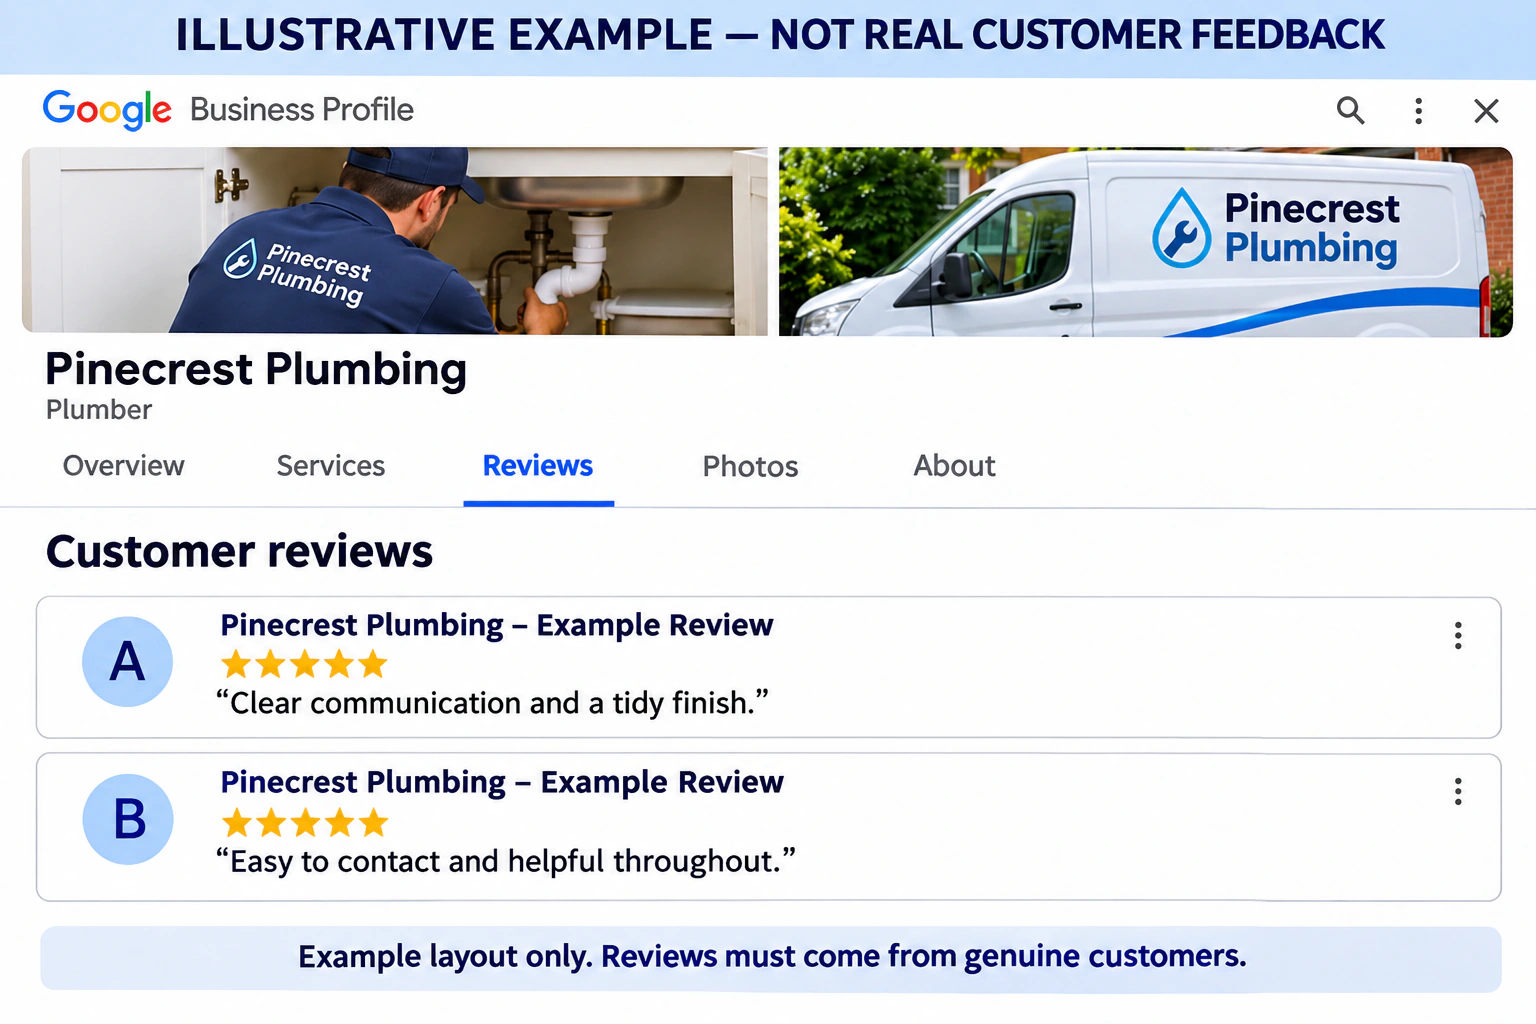 ILLUSTRATIVE EXAMPLE — NOT REAL CUSTOMER FEEDBACK
Google Business Profile
Pinecrest
Plumbing
Pinecrest
Plumbing
Pinecrest Plumbing
Plumber
Overview Services Reviews Photos About
Customer reviews
A
Pinecrest Plumbing – Example Review
“Clear communication and a tidy finish.”
B
Pinecrest Plumbing – Example Review
“Easy to contact and helpful throughout.”
Example layout only. Reviews must come from genuine customers.